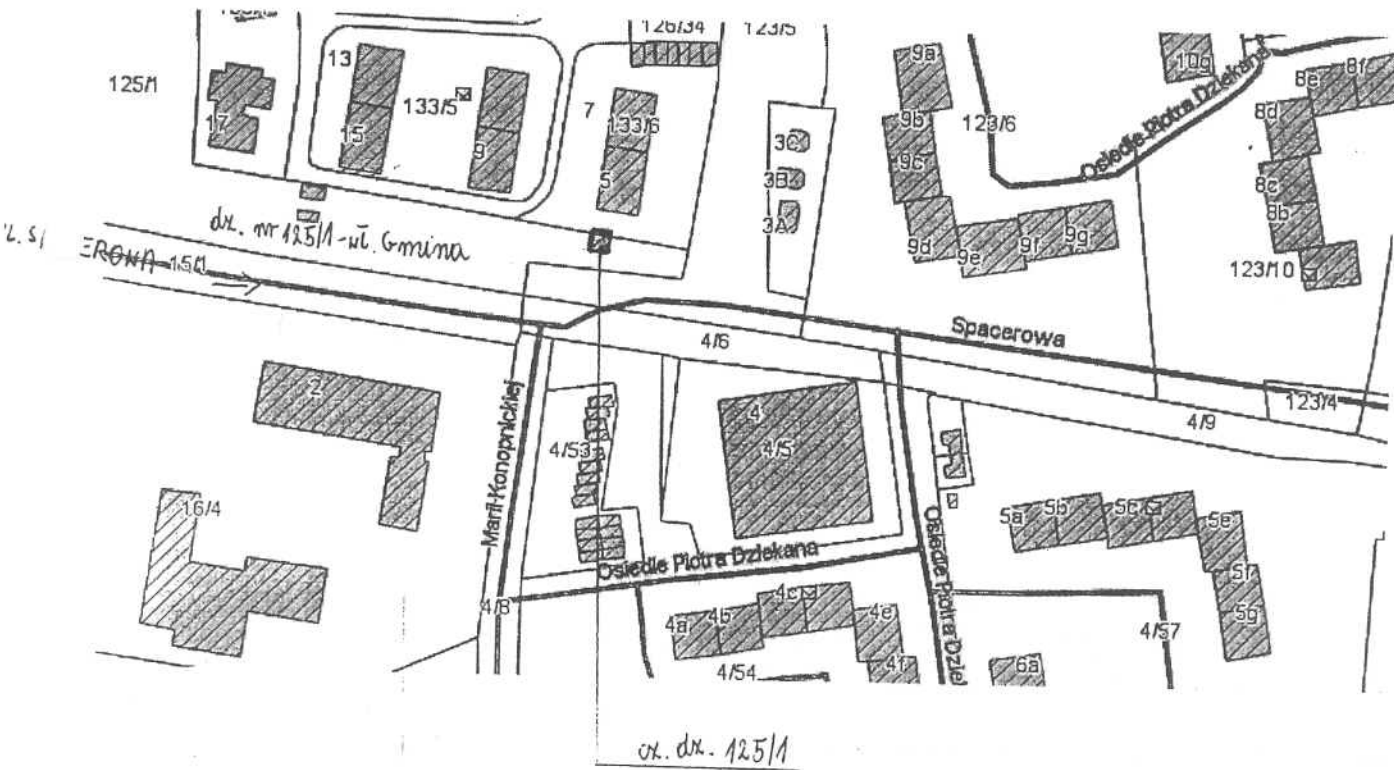 126/34
123/5
9a
10g
8f
8e
13
125/1
133/5
7
133/6
Osiedle Piotra Dziekana
8d
17
15
9
9b
123/6
3C
9c
5
3B
8c
3A
8b
dz. nr 125/1 - wł. Gmina
9d
9f
9g
9e
123/10
EROWA
15/1
Spacerowa
4/6
2
123/4
Marii Konopnickiej
4
4/9
4/53
4/5
16/4
5a
5b
5c
5e
Osiedle Piotra Dziekana
Osiedle Piotra Dziel
5f
4/8
4c
4a
4b
4e
5g
4/57
4/54
4f
6a
cz. dz. 125/1